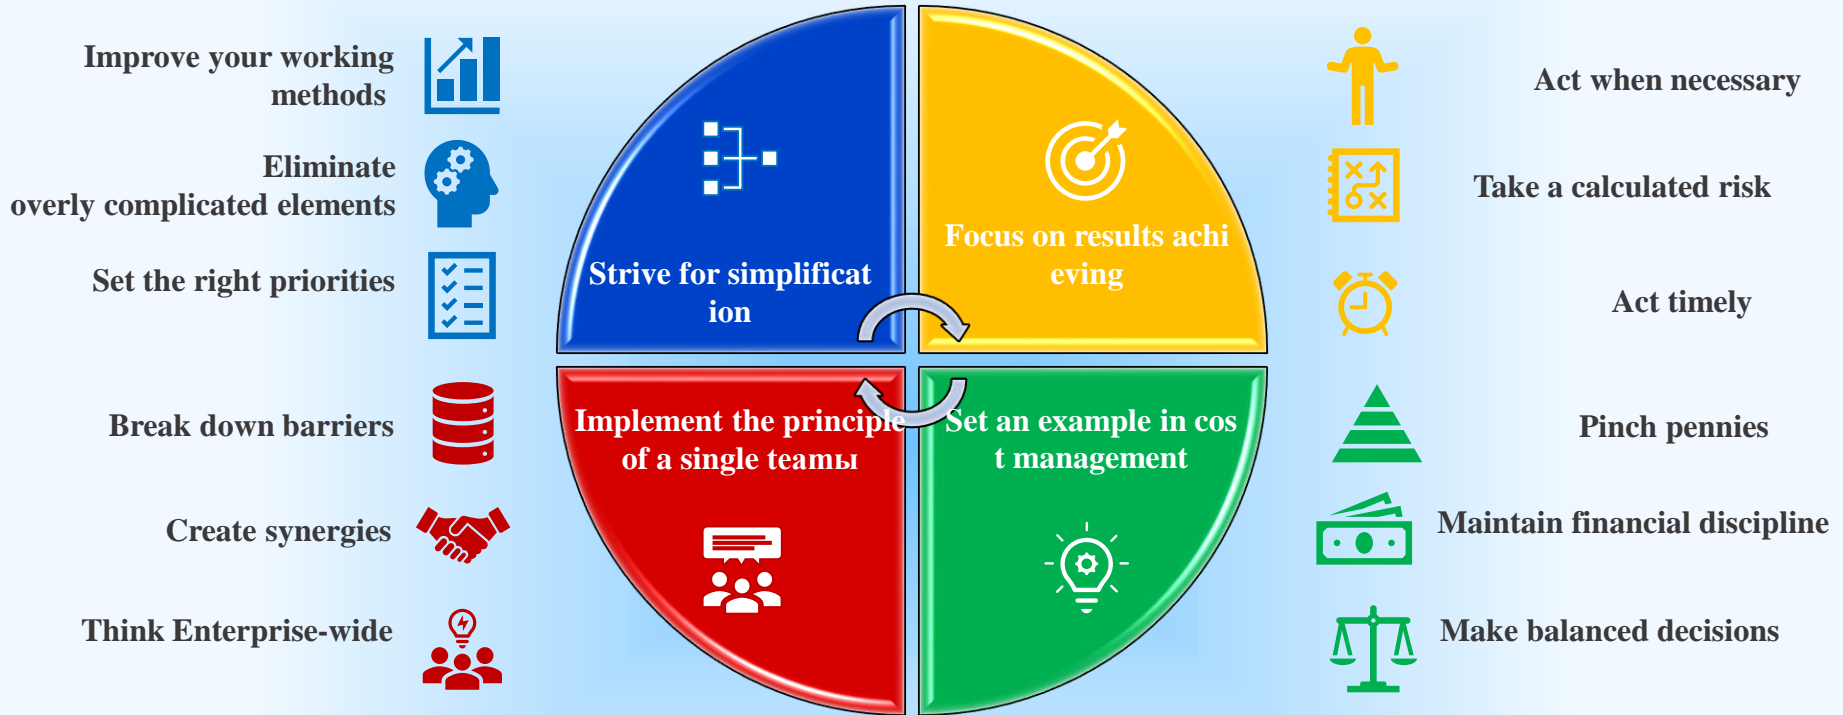 Improve your working
methods
Eliminate
overly complicated elements
Set the right priorities
Break down barriers
Create synergies
Think Enterprise-wide
Strive for simplificat
ion
Focus on results achi
eving
Implement the principle
of a single teamы
Set an example in cos
t management
Act when necessary
Take a calculated risk
Act timely
Pinch pennies
Maintain financial discipline
Make balanced decisions